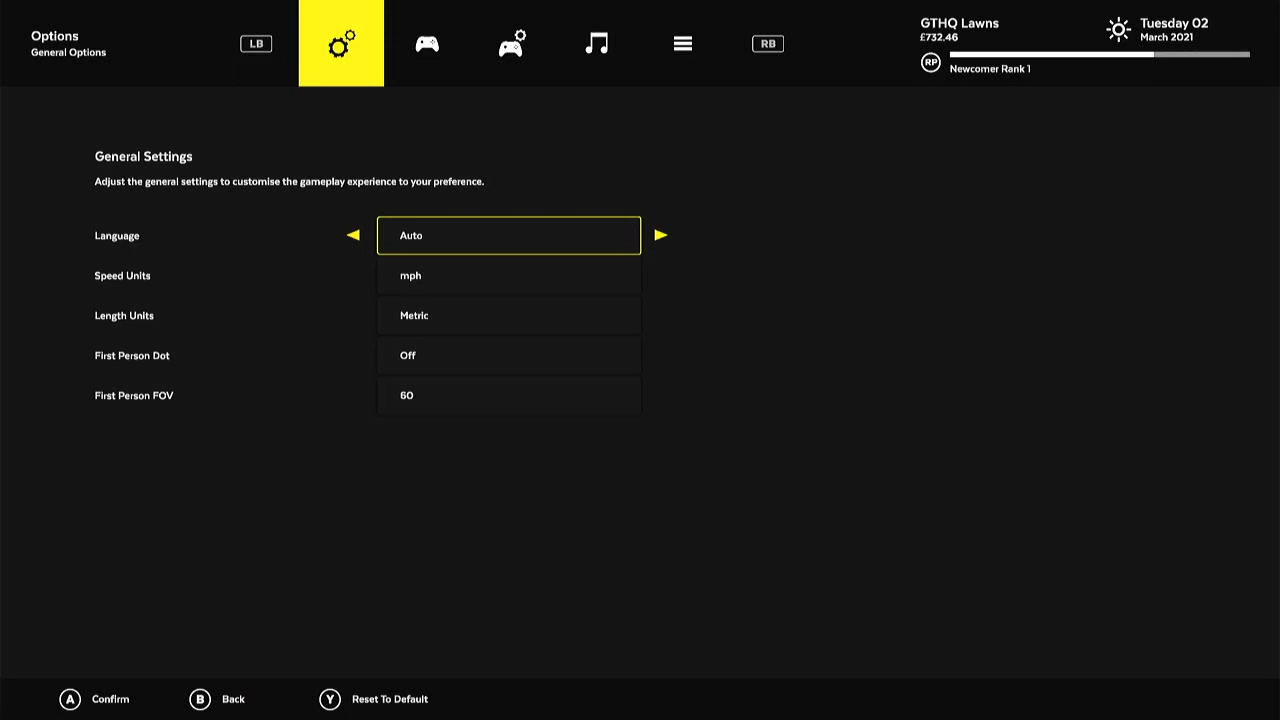 Options
General Options
LB
RB
GTHQ Lawns
£732.46
Tuesday 02
March 2021
RP
Newcomer Rank 1
General Settings
Adjust the general settings to customise the gameplay experience to your preference.
Language
Auto
Speed Units
mph
Length Units
Metric
First Person Dot
Off
First Person FOV
60
A Confirm
B Back
Y Reset To Default